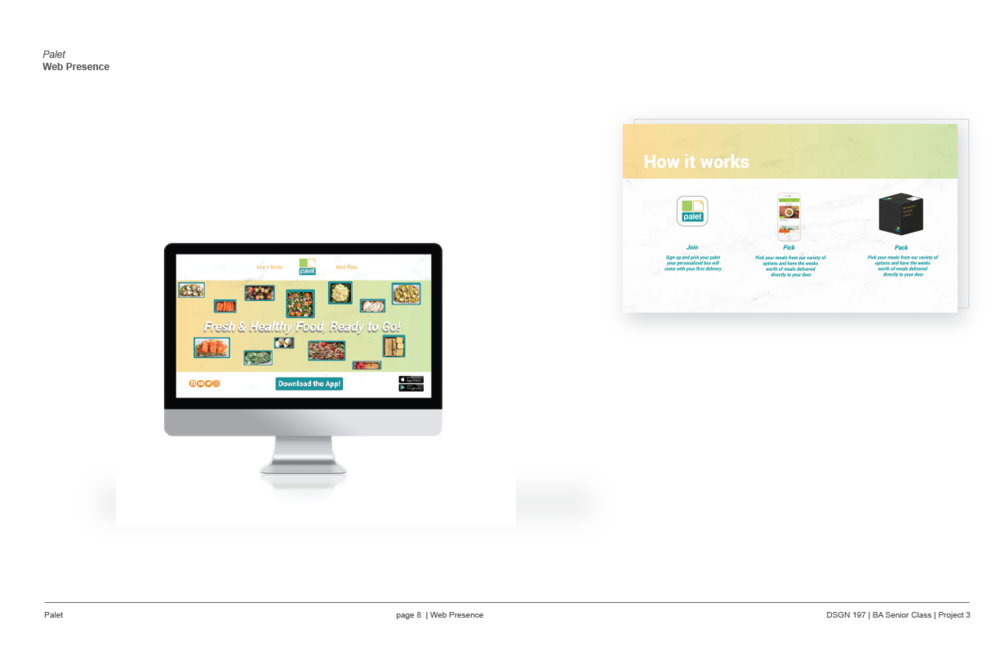 Palet
Web Presence
How it works
palet
Join
Sign up and pick your palet
your personalized box will
come with your first delivery
Pick
Pick your meals from our variety of
options and have the weeks
worth of meals delivered
directly to your door
Pack
Pick your meals from our variety of
options and have the weeks
worth of meals delivered
directly to your door
How it Works
palet
Meal Plans
Fresh & Healthy Food, Ready to Go!
Download the App!
Palet
page 8 | Web Presence
DSGN 197 | BA Senior Class | Project 3